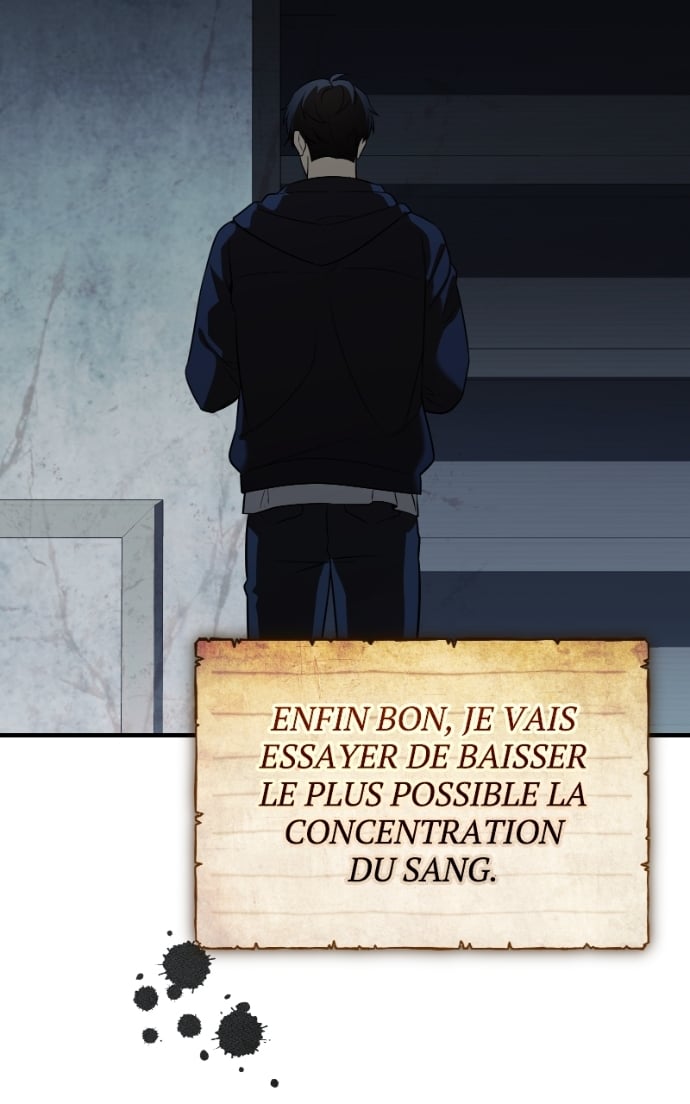 ENFIN BON, JE VAIS
ESSAYER DE BAISSER
LE PLUS POSSIBLE LA
CONCENTRATION
DU SANG.